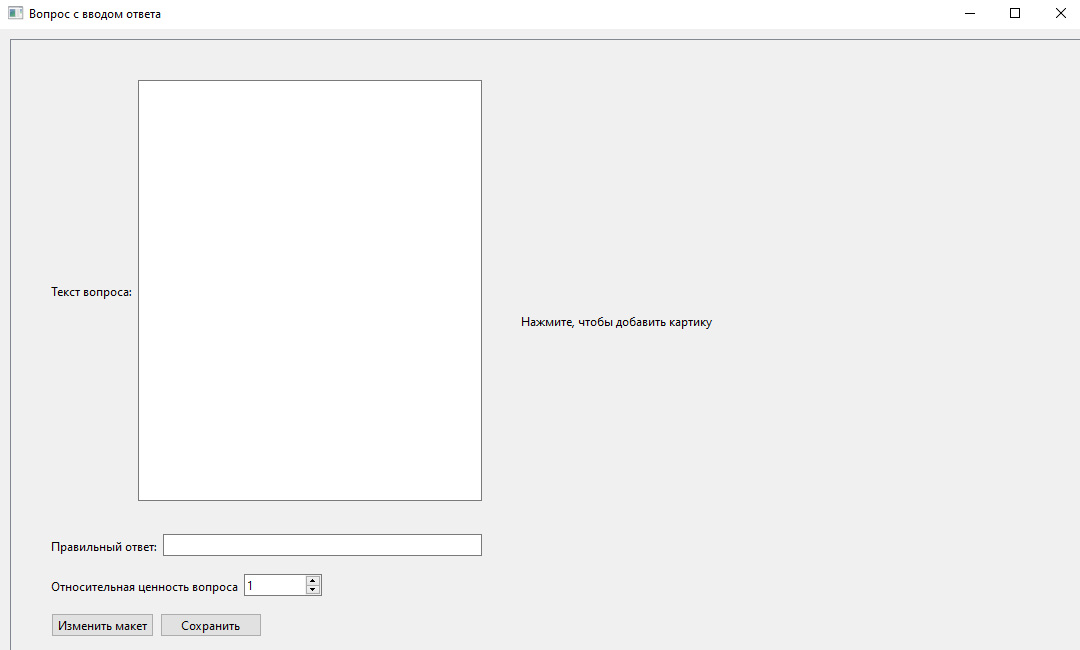 Вопрос с вводом ответа
Текст вопроса:
Нажмите, чтобы добавить картику
Правильный ответ:
Относительная ценность вопроса 1
Изменить макет Сохранить